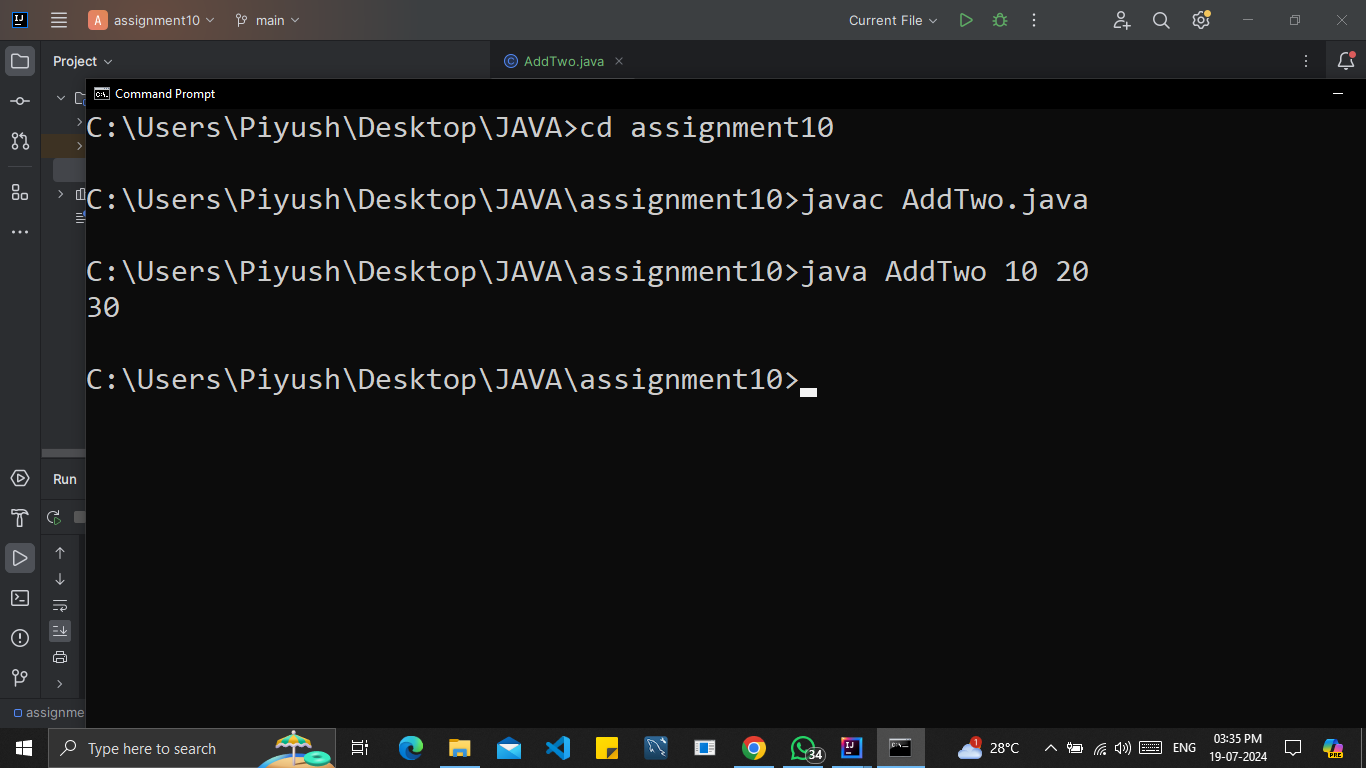 A assignment10 main Current File
Project AddTwo.java
Command Prompt
C:\Users\Piyush\Desktop\JAVA>cd assignment10
C:\Users\Piyush\Desktop\JAVA\assignment10>javac AddTwo.java
C:\Users\Piyush\Desktop\JAVA\assignment10>java AddTwo 10 20
30
C:\Users\Piyush\Desktop\JAVA\assignment10>
Run
assignme
Type here to search 34 1 28°C ENG 03:35 PM
19-07-2024